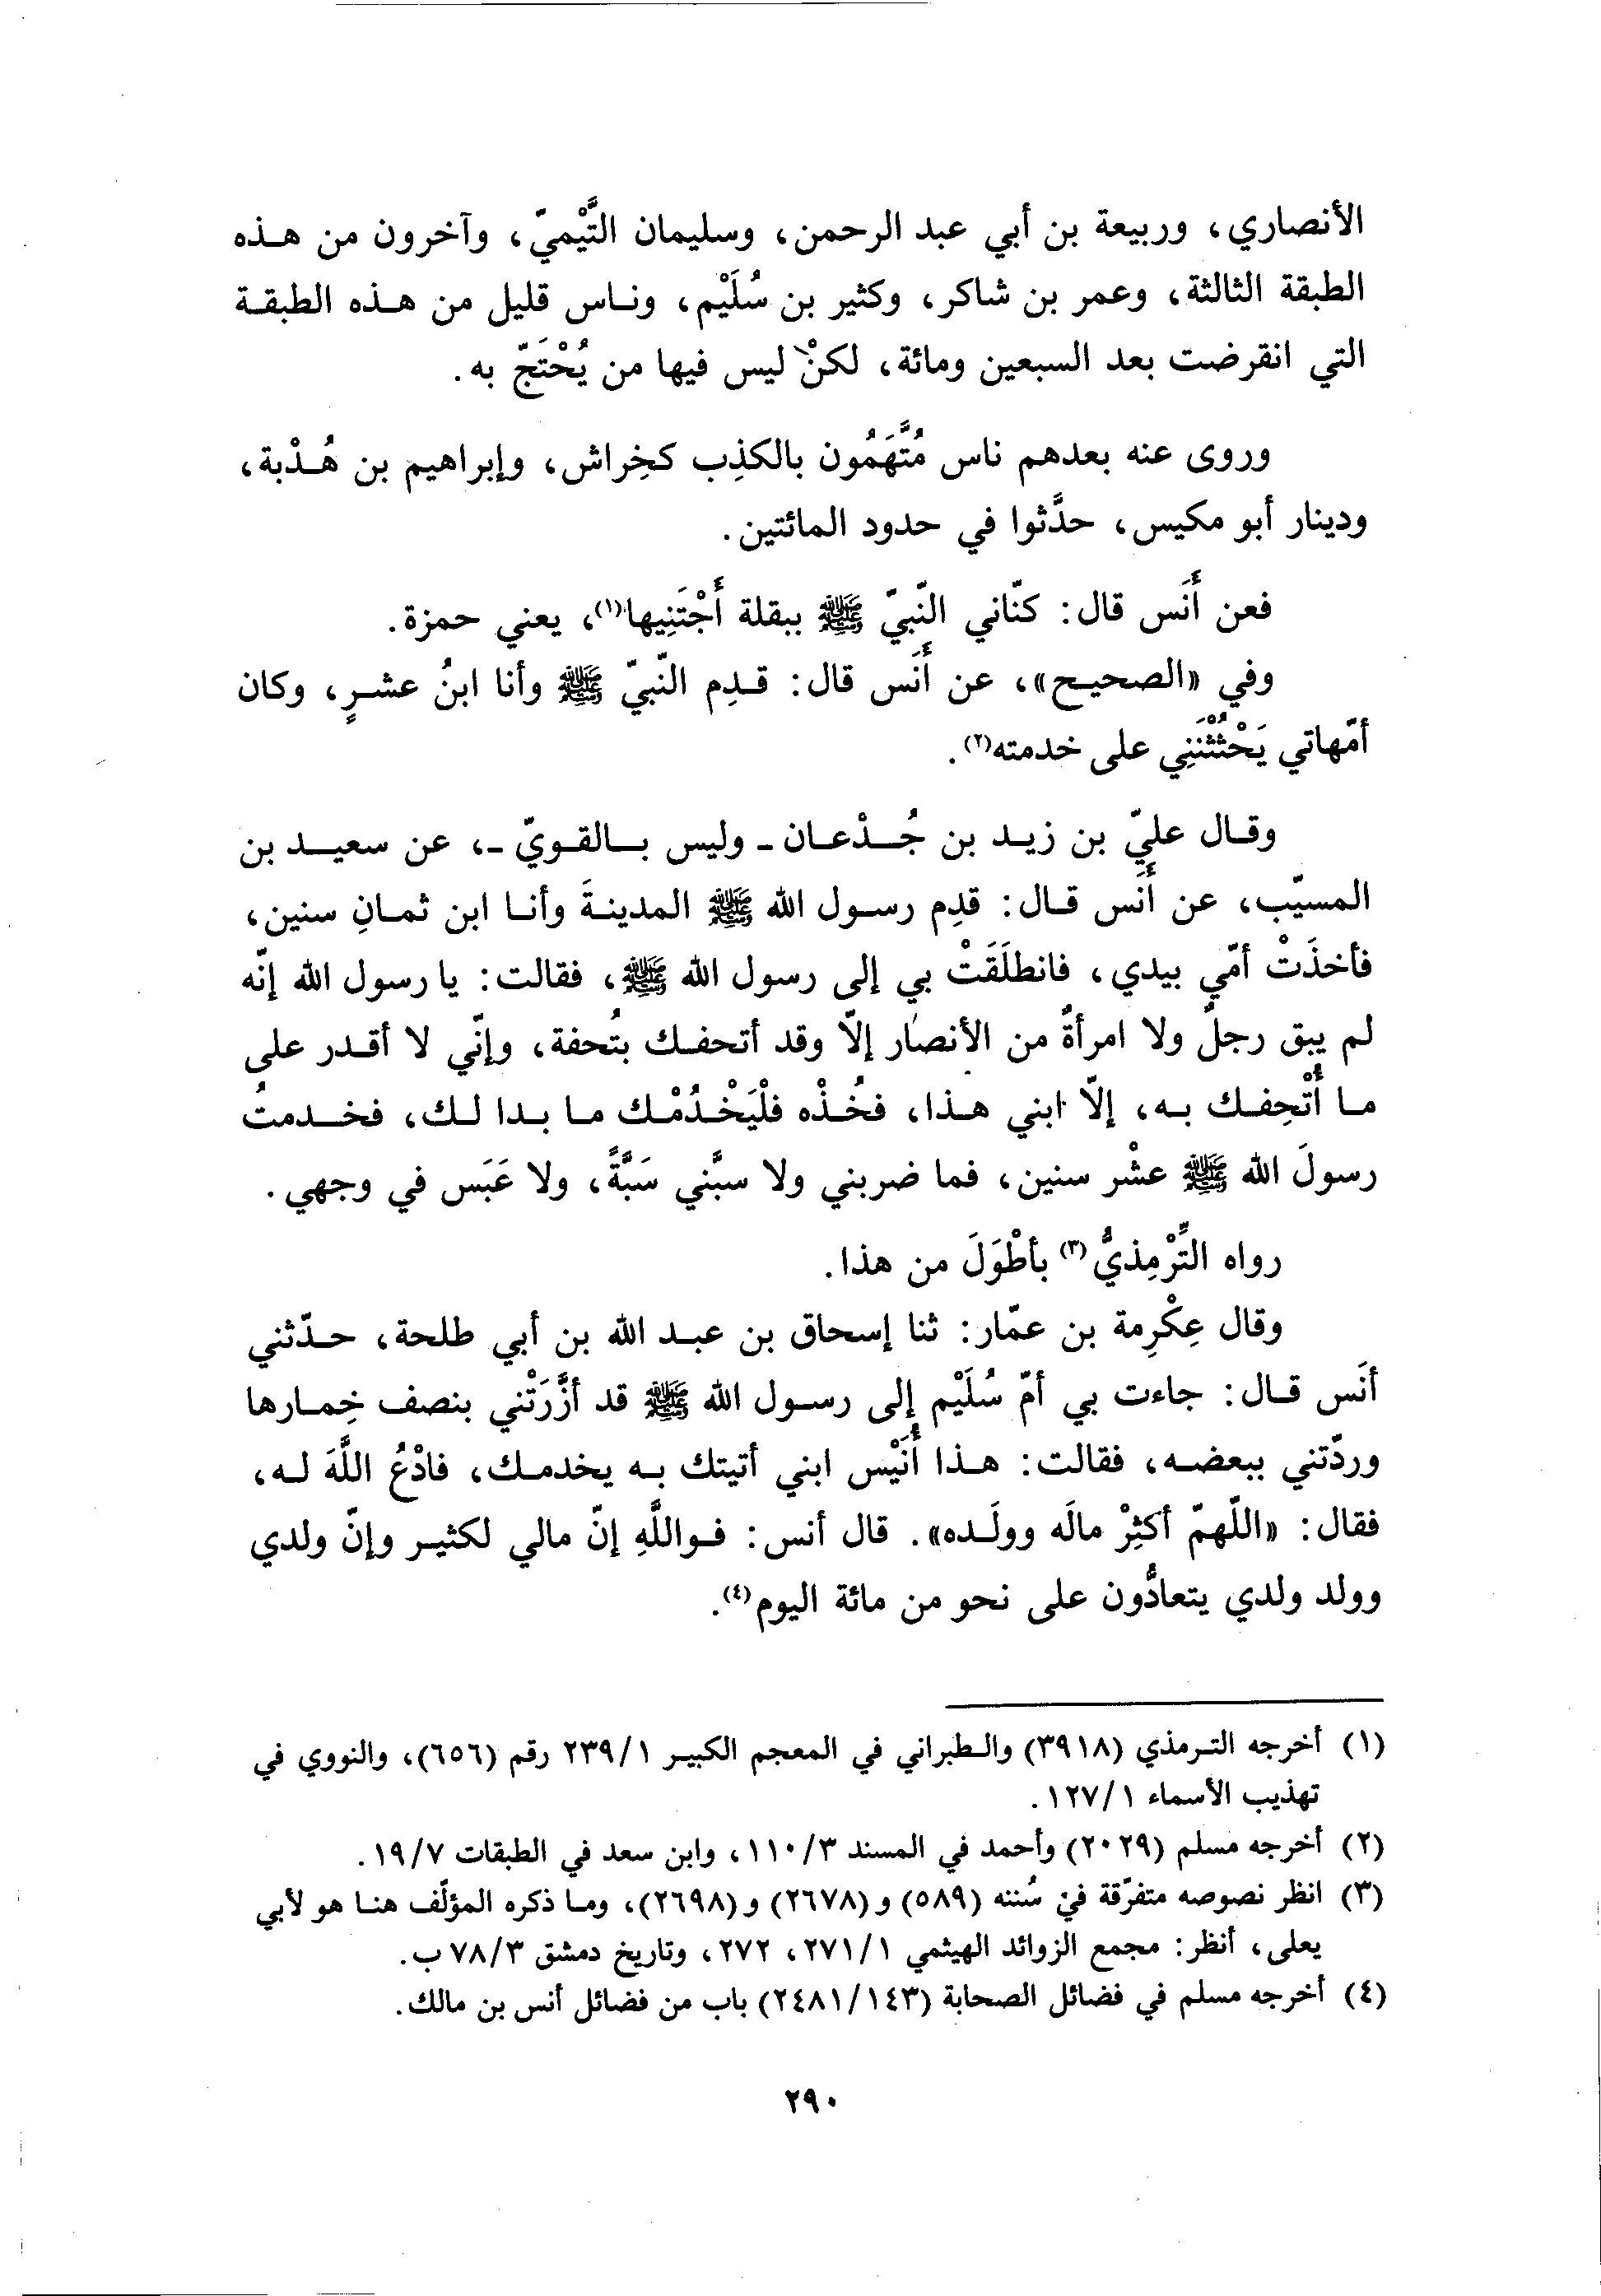 الأنصاري، وربيعة بن أبي عبد الرحمن، وسليمان التَّيْميّ، وآخرون من هذه
الطبقة الثالثة، وعمر بن شاكر، وكثير بن سُلَيْم، وناس قليل من هذه الطبقة
التي انقرضت بعد السبعين ومائة، لكنْ ليس فيها من يُحْتَجّ به.
وروى عنه بعدهم ناس مُتَّهَمُون بالكذِب كخِراش، وإبراهيم بن هُدْبة،
ودينار أبو مكيس، حدَّثوا في حدود المائتين.
فعن أَنَس قال: كنّاني النّبيّ ﷺ ببقلة أَجْتَنِيها(١)، يعني حمزة.
وفي «الصحيح»، عن أَنَس قال: قدِم النّبيّ ﷺ وأنا ابنُ عشرٍ، وكان
أمّهاتي يَحْثُثْنَنِي على خدمته(٢).
وقال عليّ بن زيد بن جُدْعان - وليس بالقويّ -، عن سعيد بن
المسيّب، عن أَنَس قال: قدِم رسول الله ﷺ المدينةَ وأنا ابن ثمانِ سنين،
فأخذَتْ أمّي بيدي، فانطلَقَتْ بي إلى رسول الله ﷺ، فقالت: يا رسول الله إنّه
لم يبق رجلٌ ولا امرأةٌ من الأنصار إلاّ وقد أتحفك بتُحفة، وإنّي لا أقدر على
ما أُتْحِفك به، إلاّ ابني هذا، فخُذْه فلْيَخْدُمْك ما بدا لك، فخدمتُ
رسولَ الله ﷺ عشْر سنين، فما ضربني ولا سبَّني سَبَّةً، ولا عَبَس في وجهي.
رواه التِّرْمِذيُّ(٣) بأطْوَلَ من هذا.
وقال عِكْرِمة بن عمّار: ثنا إسحاق بن عبد الله بن أبي طلحة، حدّثني
أنَس قال: جاءت بي أمّ سُلَيْم إلى رسول الله ﷺ قد أزَّرَتْني بنصف خِمارها
وردّتني ببعضه، فقالت: هذا أُنَيْس ابني أتيتك به يخدمك، فادْعُ اللَّهَ له،
فقال: «اللّهمّ أكثِرْ مالَه وولَده». قال أنس: فواللَّهِ إنّ مالي لكثير وإنّ ولدي
وولد ولدي يتعادُّون على نحو من مائة اليوم(٤).
(١) أخرجه الترمذي (٣٩١٨) والطبراني في المعجم الكبير ٢٣٩/١ رقم (٦٥٦)، والنووي في
تهذيب الأسماء ١٢٧/١.
(٢) أخرجه مسلم (٢٠٢٩) وأحمد في المسند ١١٠/٣، وابن سعد في الطبقات ١٩/٧.
(٣) انظر نصوصه متفرّقة في سُننه (٥٨٩) و(٢٦٧٨) و(٢٦٩٨)، وما ذكره المؤلّف هنا هو لأبي
يعلى، أنظر: مجمع الزوائد الهيثمي ٢٧١/١، ٢٧٢، وتاريخ دمشق ٧٨/٣ ب.
(٤) أخرجه مسلم في فضائل الصحابة (٢٤٨١/١٤٣) باب من فضائل أنس بن مالك.
٢٩٠